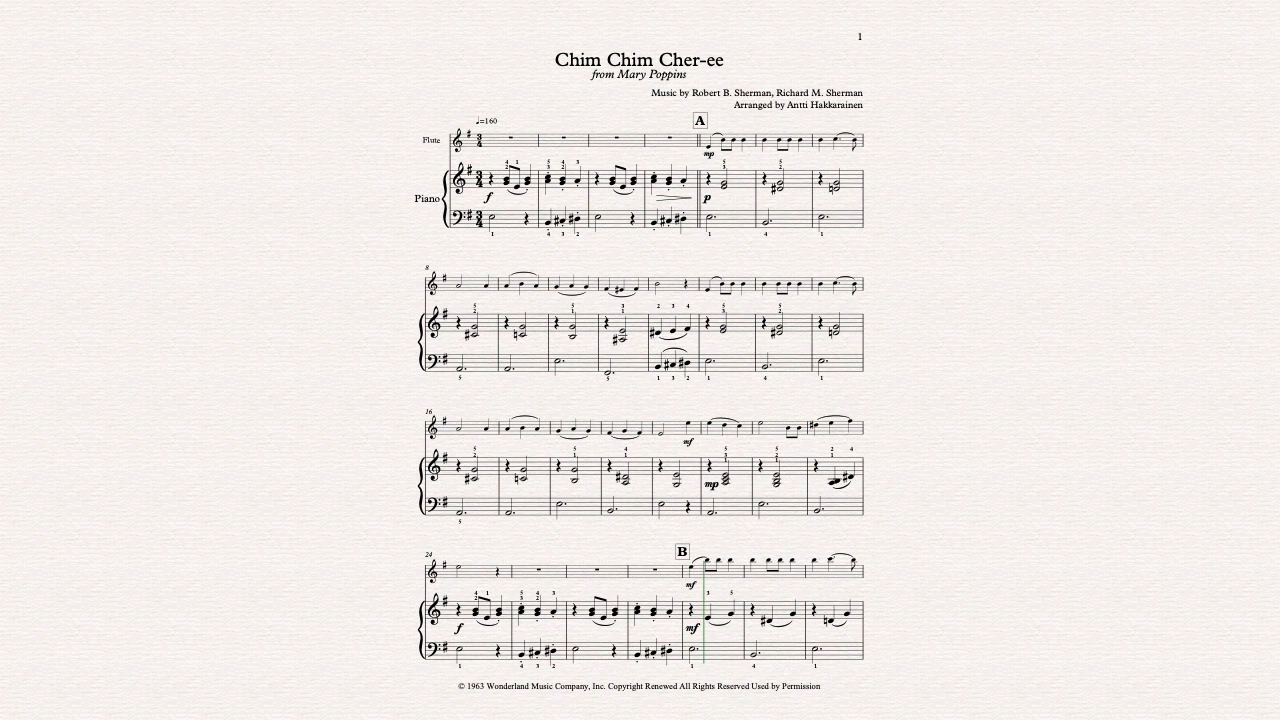 1
Chim Chim Cher-ee
from Mary Poppins
Music by Robert B. Sherman, Richard M. Sherman
Arranged by Antti Hakkarainen
♩=160
A
Flute
mp
Piano
f
p
8
16
mf
mp
24
B
mf
f
mf
© 1963 Wonderland Music Company, Inc. Copyright Renewed All Rights Reserved Used by Permission